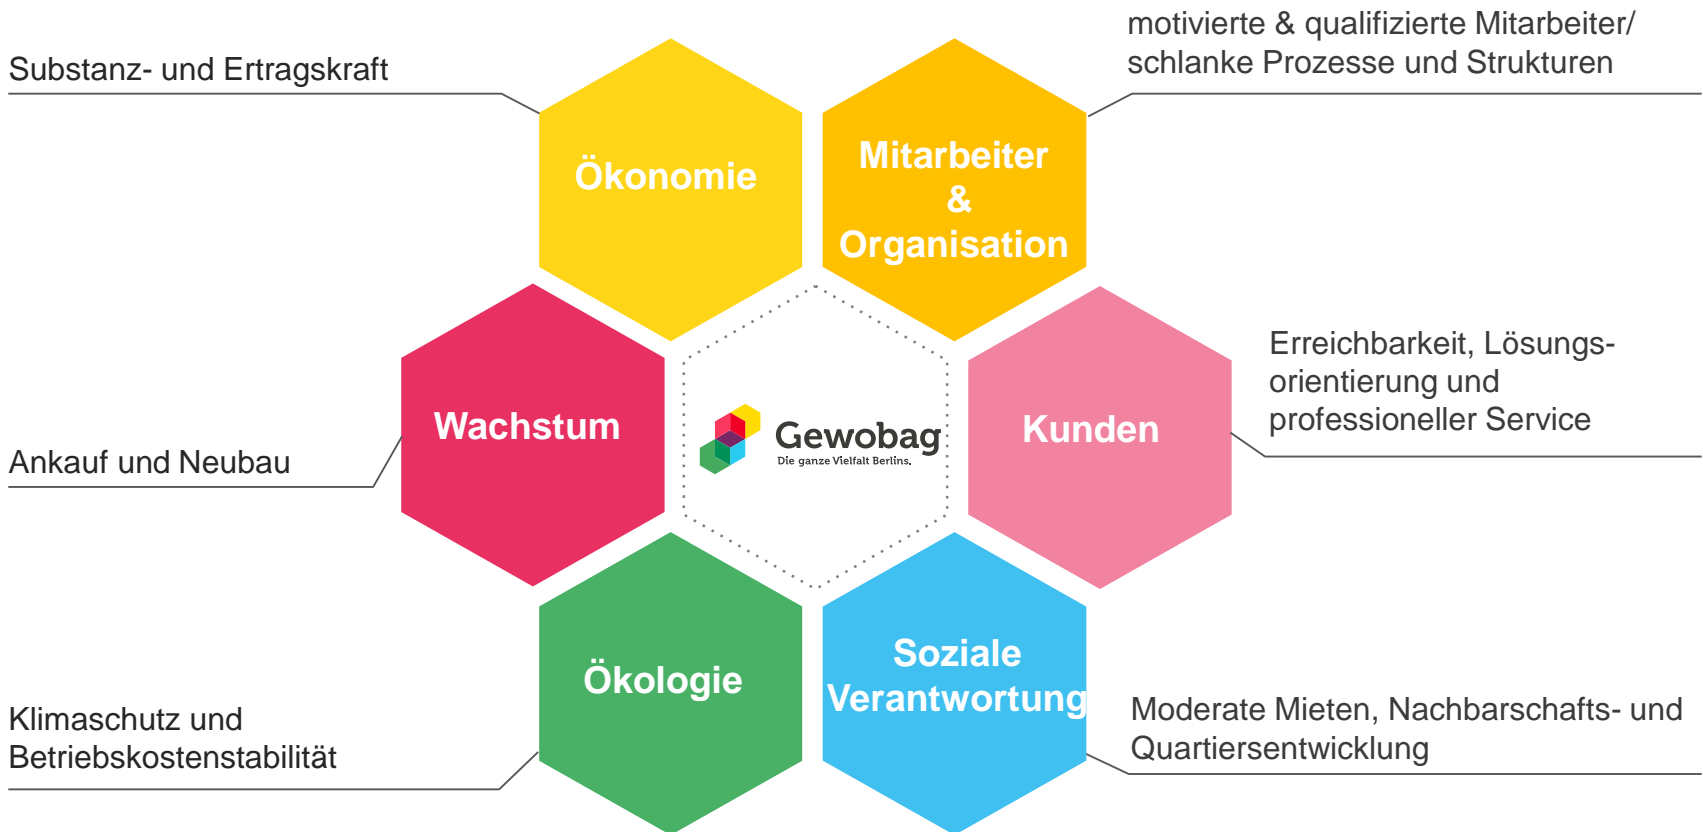 motivierte & qualifizierte Mitarbeiter/
schlanke Prozesse und Strukturen
Substanz- und Ertragskraft
Ökonomie
Mitarbeiter
&
Organisation
Wachstum
Ankauf und Neubau
Gewobag
Die ganze Vielfalt Berlins.
Kunden
Erreichbarkeit, Lösungs-
orientierung und
professioneller Service
Ökologie
Klimaschutz und
Betriebskostenstabilität
Soziale
Verantwortung
Moderate Mieten, Nachbarschafts- und
Quartiersentwicklung